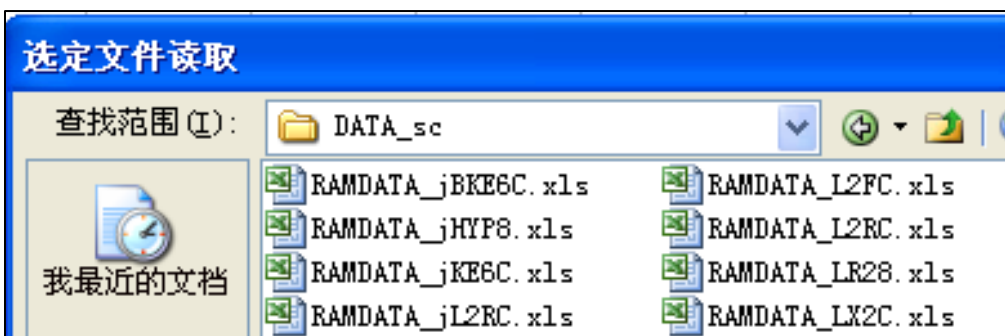 选定文件读取
查找范围(I):
DATA_sc
我最近的文档
RAMDATA_jBKE6C.xls
RAMDATA_jHYP8.xls
RAMDATA_jKE6C.xls
RAMDATA_jL2RC.xls
RAMDATA_L2FC.xls
RAMDATA_L2RC.xls
RAMDATA_LR28.xls
RAMDATA_LX2C.xls